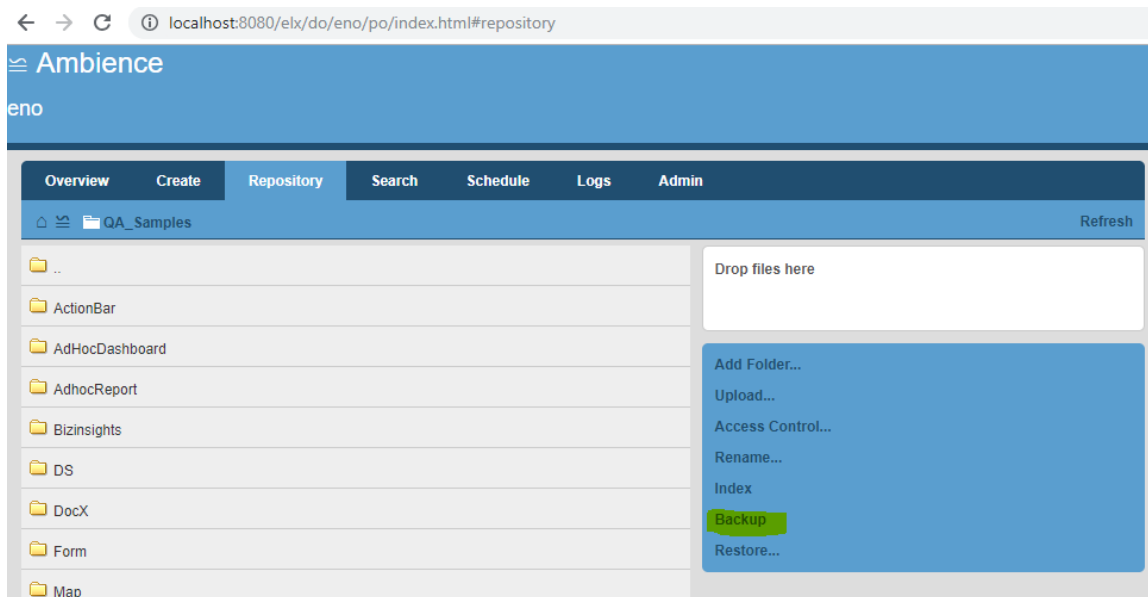 localhost:8080/elx/do/eno/po/index.html#repository
Ambience
eno
Overview Create Repository Search Schedule Logs Admin
QA_Samples Refresh
..
ActionBar
AdHocDashboard
AdhocReport
Bizinsights
DS
DocX
Form
Map
Drop files here
Add Folder...
Upload...
Access Control...
Rename...
Index
Backup
Restore...